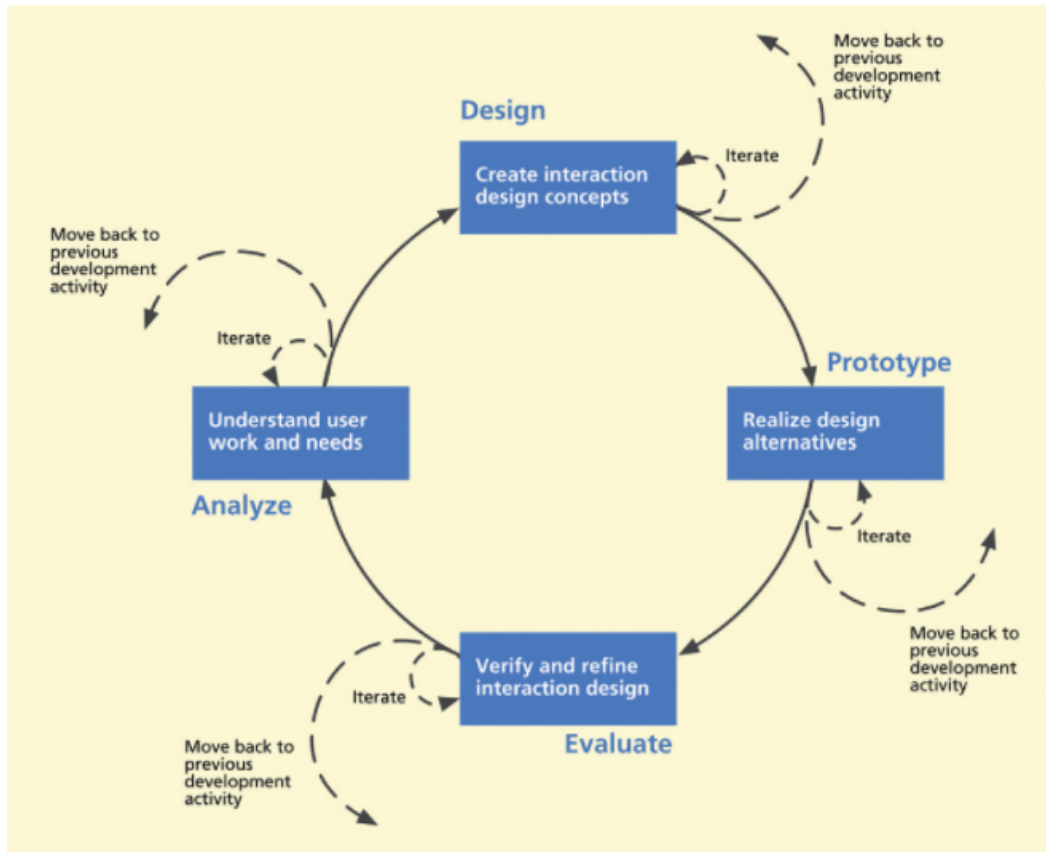 Move back to
previous
development
activity
Design
Iterate
Create interaction
design concepts
Move back to
previous
development
activity
Iterate
Prototype
Understand user
work and needs
Realize design
alternatives
Analyze
Iterate
Move back to
previous
development
activity
Verify and refine
interaction design
Iterate
Evaluate
Move back to
previous
development
activity